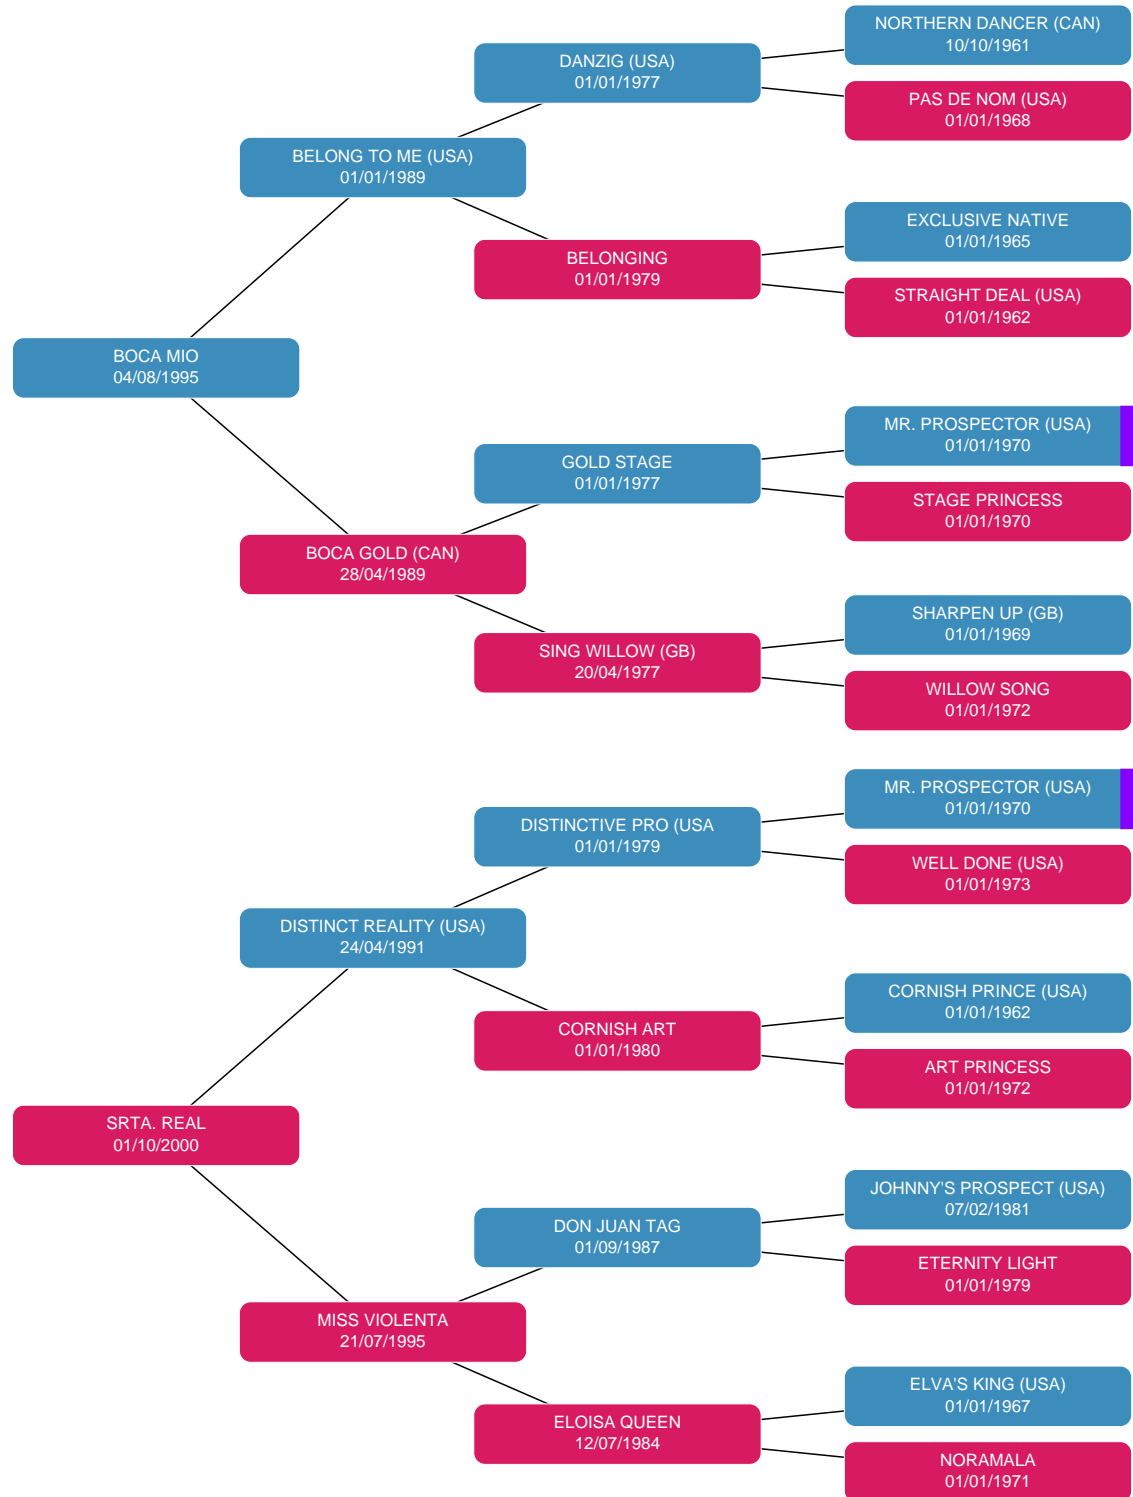 NORTHERN DANCER (CAN)
10/10/1961
DANZIG (USA)
01/01/1977
PAS DE NOM (USA)
01/01/1968
BELONG TO ME (USA)
01/01/1989
EXCLUSIVE NATIVE
01/01/1965
BELONGING
01/01/1979
STRAIGHT DEAL (USA)
01/01/1962
BOCA MIO
04/08/1995
MR. PROSPECTOR (USA)
01/01/1970
GOLD STAGE
01/01/1977
STAGE PRINCESS
01/01/1970
BOCA GOLD (CAN)
28/04/1989
SHARPEN UP (GB)
01/01/1969
SING WILLOW (GB)
20/04/1977
WILLOW SONG
01/01/1972
MR. PROSPECTOR (USA)
01/01/1970
DISTINCTIVE PRO (USA
01/01/1979
WELL DONE (USA)
01/01/1973
DISTINCT REALITY (USA)
24/04/1991
CORNISH PRINCE (USA)
01/01/1962
CORNISH ART
01/01/1980
ART PRINCESS
01/01/1972
SRTA. REAL
01/10/2000
JOHNNY'S PROSPECT (USA)
07/02/1981
DON JUAN TAG
01/09/1987
ETERNITY LIGHT
01/01/1979
MISS VIOLENTA
21/07/1995
ELVA'S KING (USA)
01/01/1967
ELOISA QUEEN
12/07/1984
NORAMALA
01/01/1971